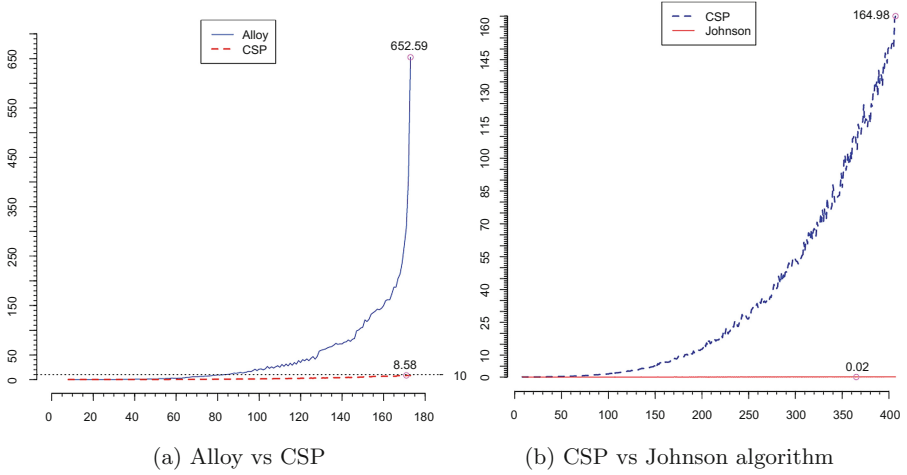 Alloy
CSP
652.59
8.58
10
0 50 150 250 350 450 550 650
0 20 40 60 80 100 120 140 160 180
(a) Alloy vs CSP
CSP
Johnson
164.98
0.02
0 10 25 40 55 70 85 100 115 130 145 160
0 50 100 150 200 250 300 350 400
(b) CSP vs Johnson algorithm